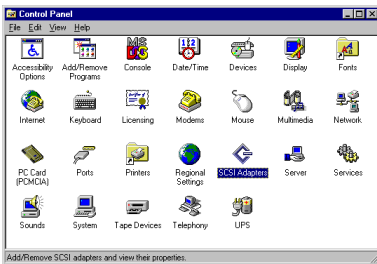 Control Panel
File Edit View Help
Accessibility Options
Add/Remove Programs
MS DOS
Console
Date/Time
Devices
Display
Fonts
Internet
Keyboard
Licensing
Modems
Mouse
Multimedia
Network
PC Card (PCMCIA)
Ports
Printers
Regional Settings
SCSI Adapters
Server
Services
Sounds
System
Tape Devices
Telephony
UPS
Add/Remove SCSI adapters and view their properties.